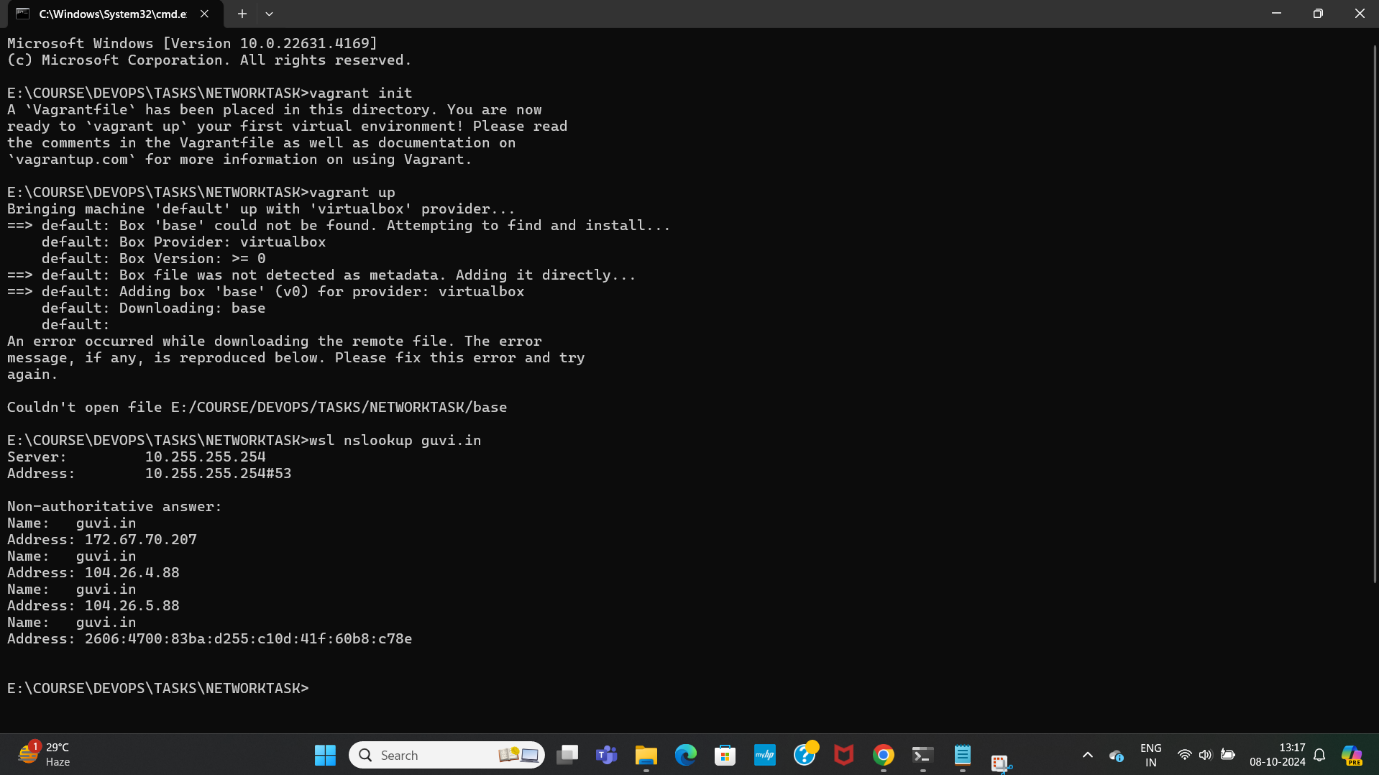 C:\Windows\System32\cmd.e:
Microsoft Windows [Version 10.0.22631.4169]
(c) Microsoft Corporation. All rights reserved.
E:\COURSE\DEVOPS\TASKS\NETWORKTASK>vagrant init
A `Vagrantfile` has been placed in this directory. You are now
ready to `vagrant up` your first virtual environment! Please read
the comments in the Vagrantfile as well as documentation on
`vagrantup.com` for more information on using Vagrant.
E:\COURSE\DEVOPS\TASKS\NETWORKTASK>vagrant up
Bringing machine 'default' up with 'virtualbox' provider...
==> default: Box 'base' could not be found. Attempting to find and install...
    default: Box Provider: virtualbox
    default: Box Version: >= 0
==> default: Box file was not detected as metadata. Adding it directly...
==> default: Adding box 'base' (v0) for provider: virtualbox
    default: Downloading: base
    default:
An error occurred while downloading the remote file. The error
message, if any, is reproduced below. Please fix this error and try
again.
Couldn't open file E:/COURSE/DEVOPS/TASKS/NETWORKTASK/base
E:\COURSE\DEVOPS\TASKS\NETWORKTASK>wsl nslookup guvi.in
Server:         10.255.255.254
Address:        10.255.255.254#53
Non-authoritative answer:
Name:   guvi.in
Address: 172.67.70.207
Name:   guvi.in
Address: 104.26.4.88
Name:   guvi.in
Address: 104.26.5.88
Name:   guvi.in
Address: 2606:4700:83ba:d255:c10d:41f:60b8:c78e
E:\COURSE\DEVOPS\TASKS\NETWORKTASK>
1
29°C
Haze
Search
myhp
ENG
IN
13:17
08-10-2024
PRE